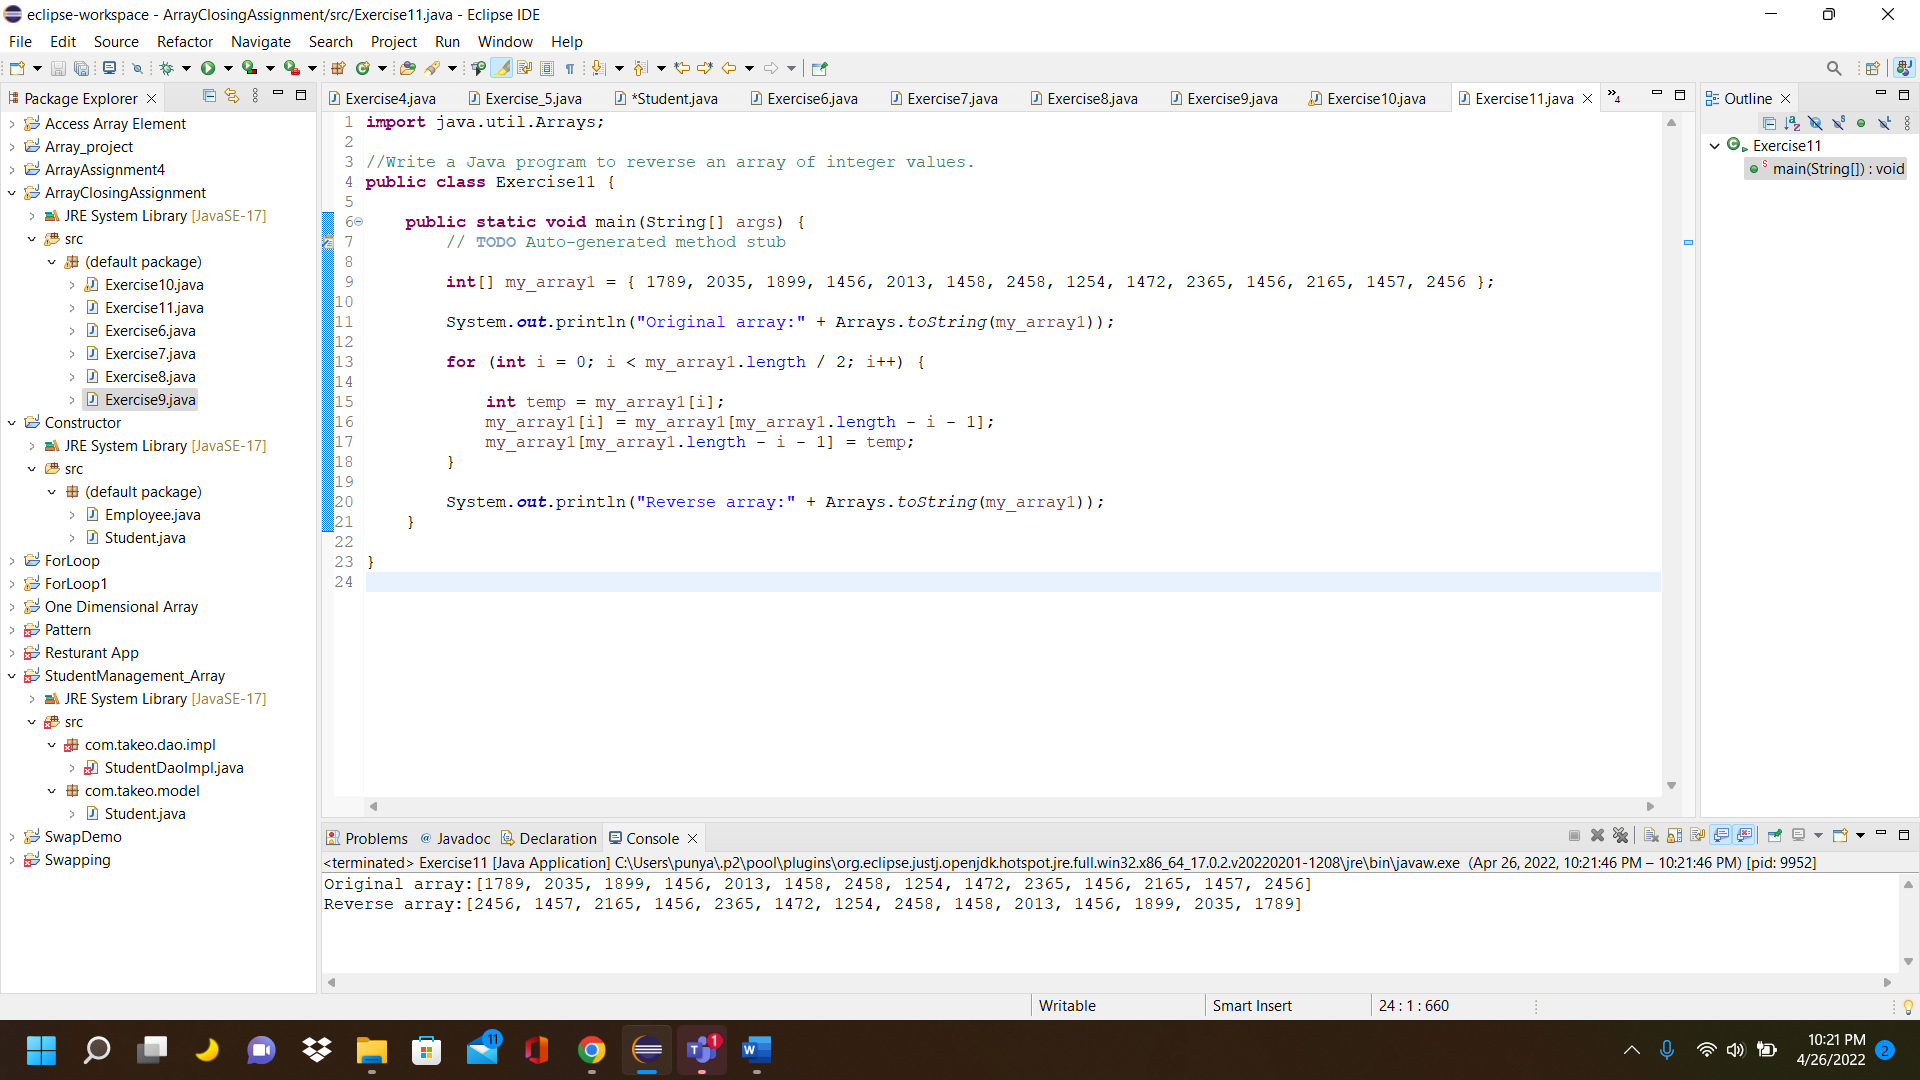 eclipse-workspace - ArrayClosingAssignment/src/Exercise11.java - Eclipse IDE
File Edit Source Refactor Navigate Search Project Run Window Help
Package Explorer
Access Array Element
Array_project
ArrayAssignment4
ArrayClosingAssignment
JRE System Library [JavaSE-17]
src
(default package)
Exercise10.java
Exercise11.java
Exercise6.java
Exercise7.java
Exercise8.java
Exercise9.java
Constructor
JRE System Library [JavaSE-17]
src
(default package)
Employee.java
Student.java
ForLoop
ForLoop1
One Dimensional Array
Pattern
Resturant App
StudentManagement_Array
JRE System Library [JavaSE-17]
src
com.takeo.dao.impl
StudentDaoImpl.java
com.takeo.model
Student.java
SwapDemo
Swapping
Exercise4.java Exercise_5.java *Student.java Exercise6.java Exercise7.java Exercise8.java Exercise9.java Exercise10.java Exercise11.java »4
1 import java.util.Arrays;
2
3 //Write a Java program to reverse an array of integer values.
4 public class Exercise11 {
5
6 public static void main(String[] args) {
7 // TODO Auto-generated method stub
8
9 int[] my_array1 = { 1789, 2035, 1899, 1456, 2013, 1458, 2458, 1254, 1472, 2365, 1456, 2165, 1457, 2456 };
10
11 System.out.println("Original array:" + Arrays.toString(my_array1));
12
13 for (int i = 0; i < my_array1.length / 2; i++) {
14
15 int temp = my_array1[i];
16 my_array1[i] = my_array1[my_array1.length - i - 1];
17 my_array1[my_array1.length - i - 1] = temp;
18 }
19
20 System.out.println("Reverse array:" + Arrays.toString(my_array1));
21 }
22
23 }
24
Outline
Exercise11
main(String[]) : void
Problems @ Javadoc Declaration Console
<terminated> Exercise11 [Java Application] C:\Users\punya\.p2\pool\plugins\org.eclipse.justj.openjdk.hotspot.jre.full.win32.x86_64_17.0.2.v20220201-1208\jre\bin\javaw.exe (Apr 26, 2022, 10:21:46 PM – 10:21:46 PM) [pid: 9952]
Original array:[1789, 2035, 1899, 1456, 2013, 1458, 2458, 1254, 1472, 2365, 1456, 2165, 1457, 2456]
Reverse array:[2456, 1457, 2165, 1456, 2365, 1472, 1254, 2458, 1458, 2013, 1456, 1899, 2035, 1789]
Writable Smart Insert 24 : 1 : 660
11 1 10:21 PM
4/26/2022 2